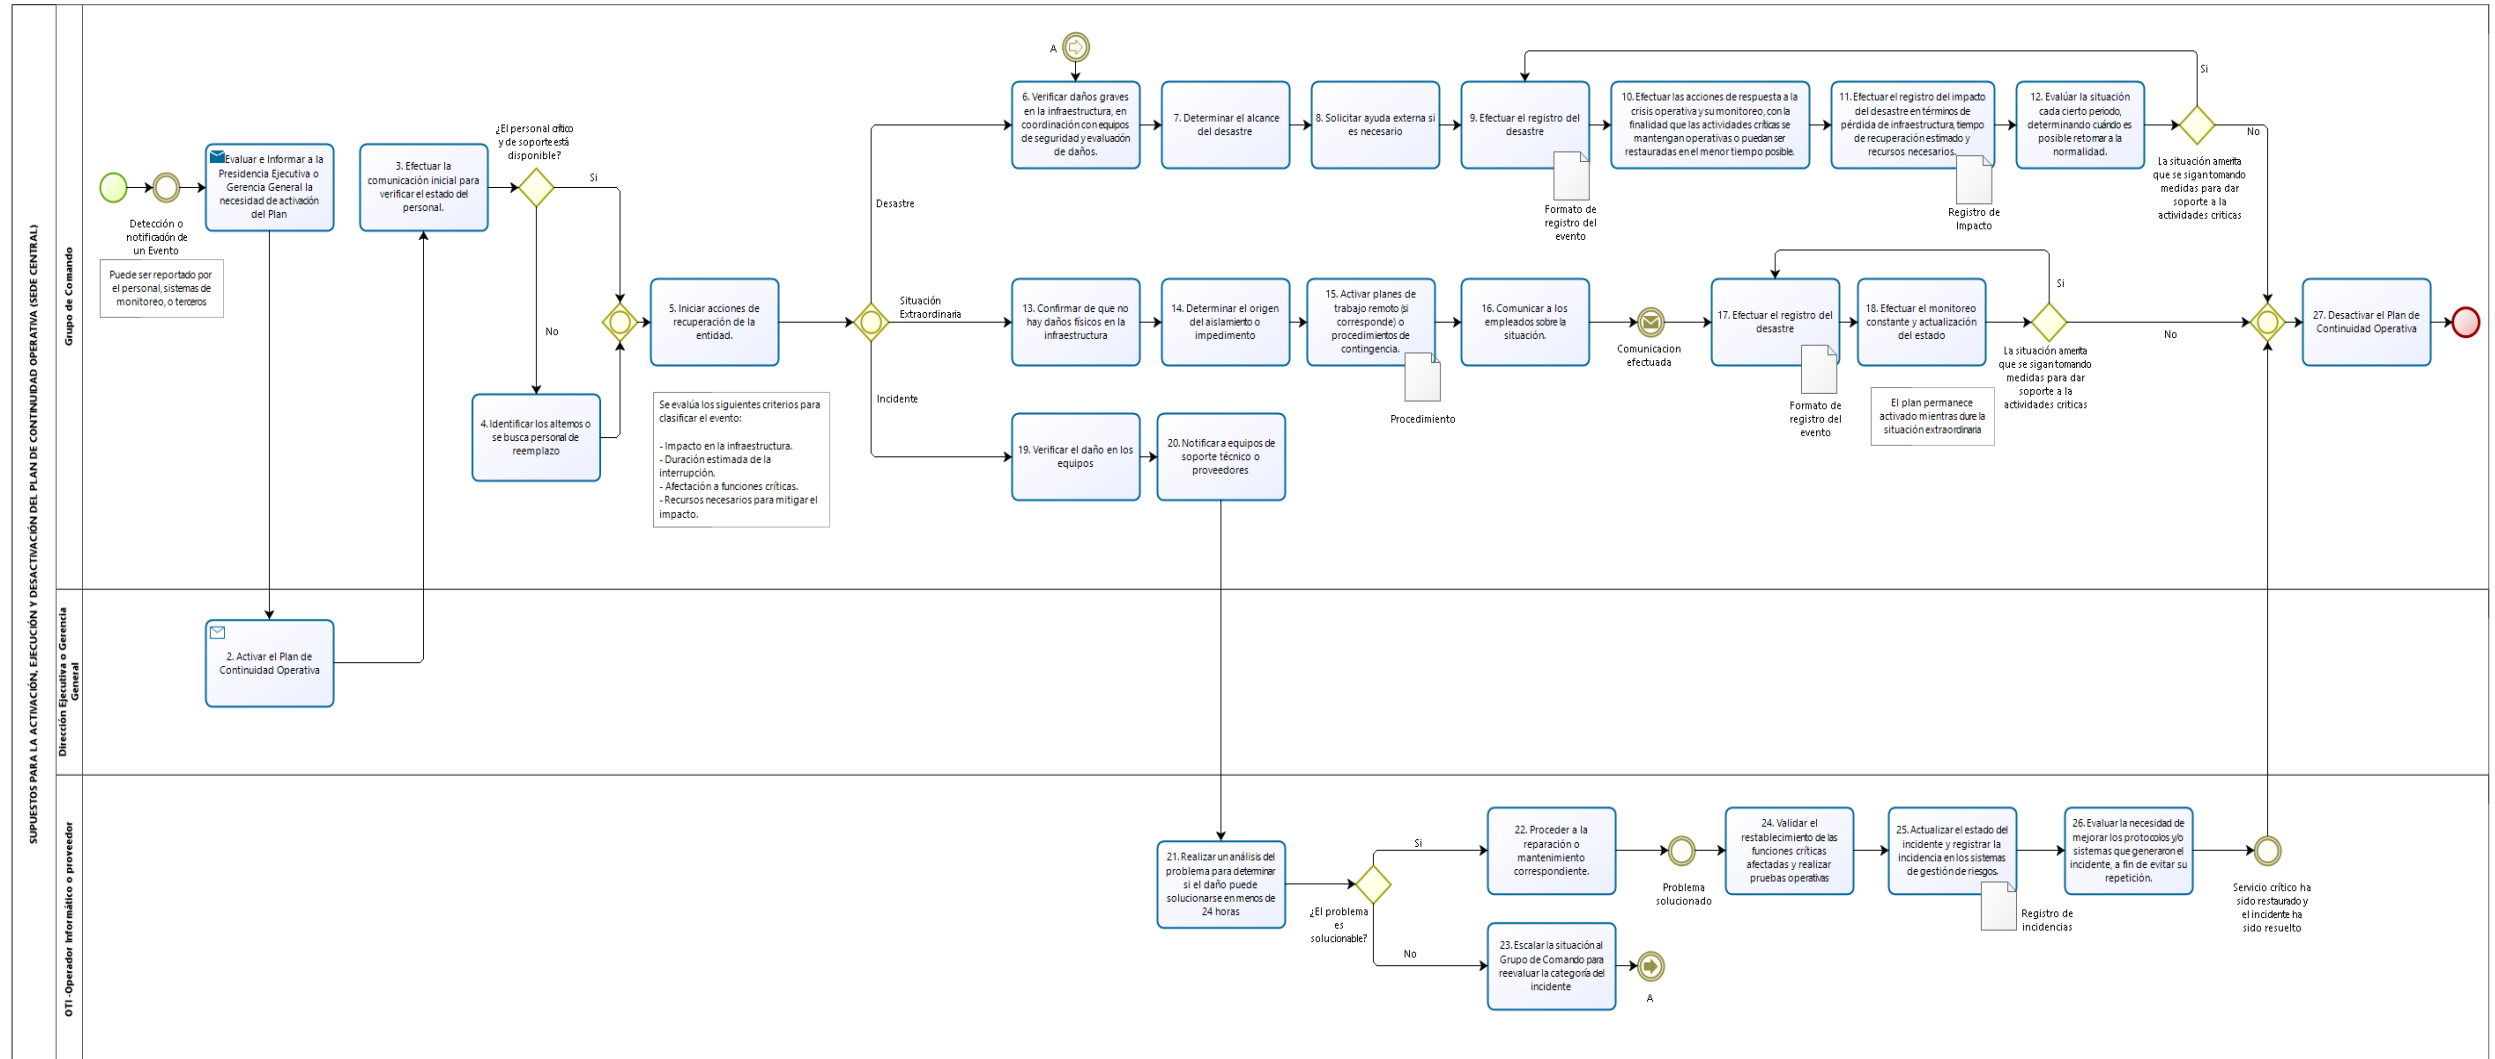 SUPUESTOS PARA LA ACTIVACIÓN, EJECUCIÓN Y DESACTIVACIÓN DEL PLAN DE CONTINUIDAD OPERATIVA (SEDE CENTRAL)
Grupo de Comando
Detección o
notificación de
un Evento
Puede ser reportado por
el personal, sistemas de
monitoreo, o terceros
Evaluar e Informar a la
Presidencia Ejecutiva o
Gerencia General la
necesidad de activación
del Plan
3. Efectuar la
comunicación inicial para
verificar el estado del
personal.
¿El personal crítico
y de soporte está
disponible?
Si
No
4. Identificar los alternos o
se busca personal de
reemplazo
5. Iniciar acciones de
recuperación de la
entidad.
Se evalúa los siguientes criterios para
clasificar el evento:
- Impacto en la infraestructura.
- Duración estimada de la
interrupción.
- Afectación a funciones críticas.
- Recursos necesarios para mitigar el
impacto.
Desastre
Situación
Extraordinaria
Incidente
A
6. Verificar daños graves
en la infraestructura, en
coordinación con equipos
de seguridad y evaluación
de daños.
7. Determinar el alcance
del desastre
8. Solicitar ayuda externa si
es necesario
9. Efectuar el registro del
desastre
Formato de
registro del
evento
10. Efectuar las acciones de respuesta a la
crisis operativa y su monitoreo, con la
finalidad que las actividades críticas se
mantengan operativas o puedan ser
restauradas en el menor tiempo posible.
11. Efectuar el registro del impacto
del desastre en términos de
pérdida de infraestructura, tiempo
de recuperación estimado y
recursos necesarios.
Registro de
Impacto
12. Evalúar la situación
cada cierto periodo,
determinando cuándo es
posible retornar a la
normalidad.
Si
No
La situación amerita
que se sigan tomando
medidas para dar
soporte a la
actividades criticas
13. Confirmar de que no
hay daños físicos en la
infraestructura
14. Determinar el origen
del aislamiento o
impedimento
15. Activar planes de
trabajo remoto (si
corresponde) o
procedimientos de
contingencia.
Procedimiento
16. Comunicar a los
empleados sobre la
situación.
Comunicacion
efectuada
17. Efectuar el registro del
desastre
Formato de
registro del
evento
18. Efectuar el monitoreo
constante y actualización
del estado
El plan permanece
activado mientras dure la
situación extraordinaria
Si
No
La situación amerita
que se sigan tomando
medidas para dar
soporte a la
actividades criticas
27. Desactivar el Plan de
Continuidad Operativa
19. Verificar el daño en los
equipos
20. Notificar a equipos de
soporte técnico o
proveedores
Dirección Ejecutiva o Gerencia
General
2. Activar el Plan de
Continuidad Operativa
OTI -Operador Informático o proveedor
21. Realizar un análisis del
problema para determinar
si el daño puede
solucionarse en menos de
24 horas
¿El problema
es
solucionable?
Si
No
22. Proceder a la
reparación o
mantenimiento
correspondiente.
Problema
solucionado
24. Validar el
restablecimiento de las
funciones críticas
afectadas y realizar
pruebas operativas
25. Actualizar el estado del
incidente y registrar la
incidencia en los sistemas
de gestión de riesgos.
Registro de
incidencias
26. Evaluar la necesidad de
mejorar los protocolos y/o
sistemas que generaron el
incidente, a fin de evitar su
repetición.
Servicio crítico ha
sido restaurado y
el incidente ha
sido resuelto
23. Escalar la situación al
Grupo de Comando para
reevaluar la categoría del
incidente
A